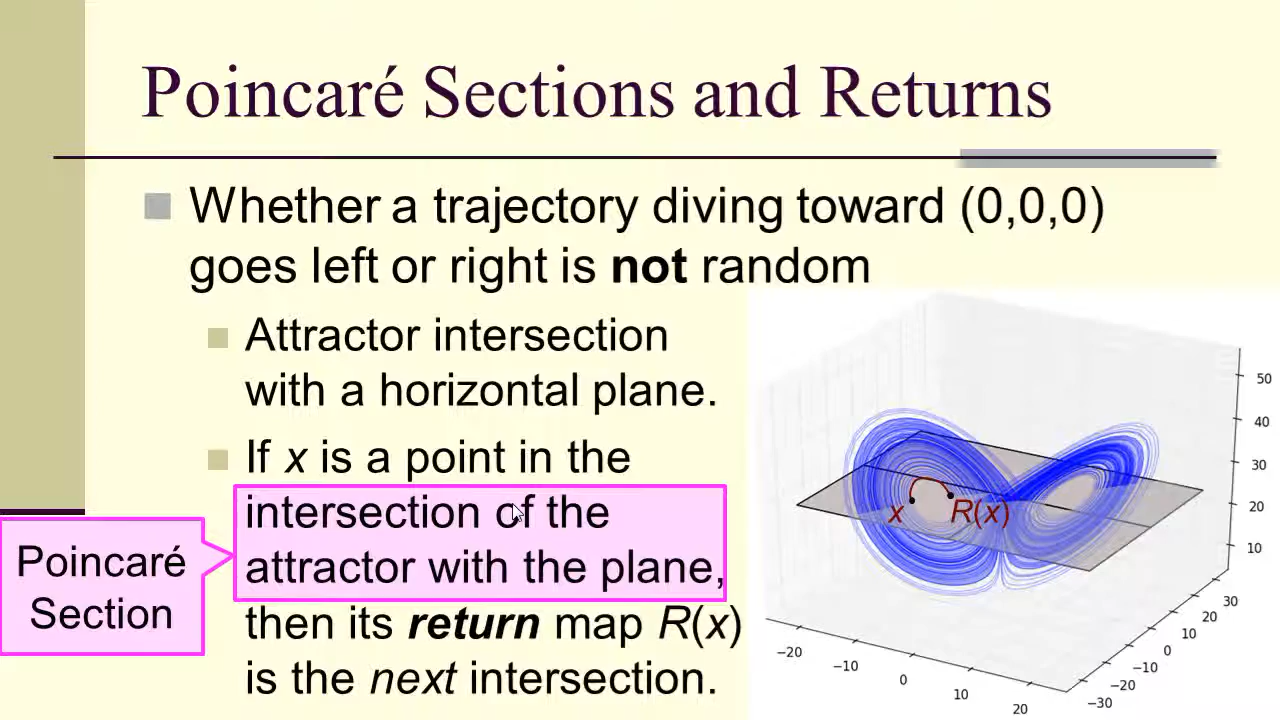 Poincaré Sections and Returns
Whether a trajectory diving toward (0,0,0)
goes left or right is not random
Attractor intersection
with a horizontal plane.
If x is a point in the
intersection of the
attractor with the plane,
then its return map R(x)
is the next intersection.
Poincaré
Section
x
R(x)
50
40
30
20
10
30
20
10
0
−10
−20
−30
−20
−10
0
10
20